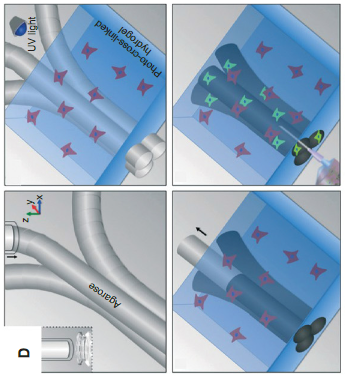 D
z
y
x
Agarose
UV light
Photo-cross-linked
hydrogel